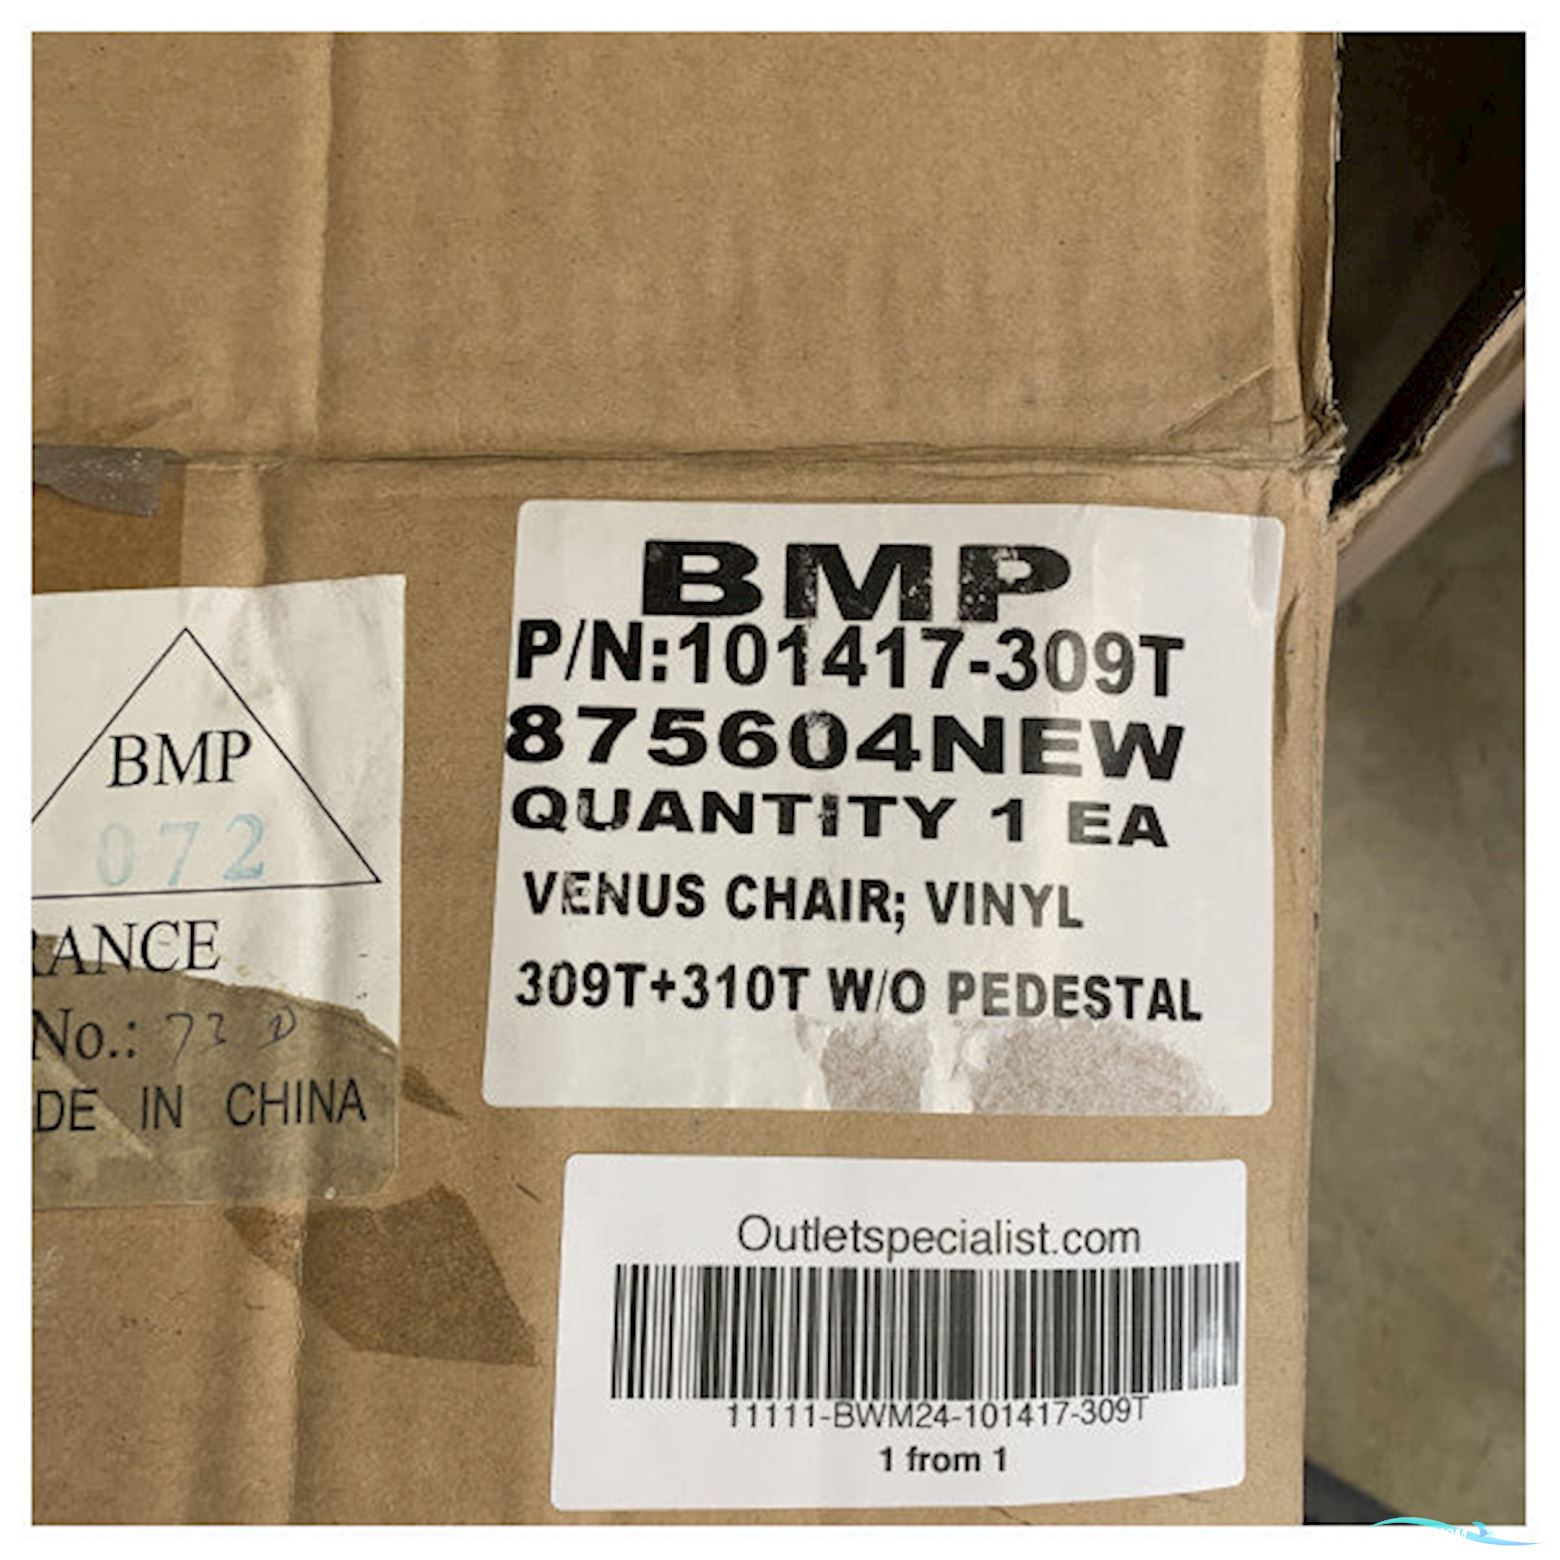 BMP
072
RANCE
No.: 73 D
DE IN CHINA
BMP
P/N:101417-309T
875604NEW
QUANTITY 1 EA
VENUS CHAIR; VINYL
309T+310T W/O PEDESTAL
Outletspecialist.com
11111-BWM24-101417-309T
1 from 1